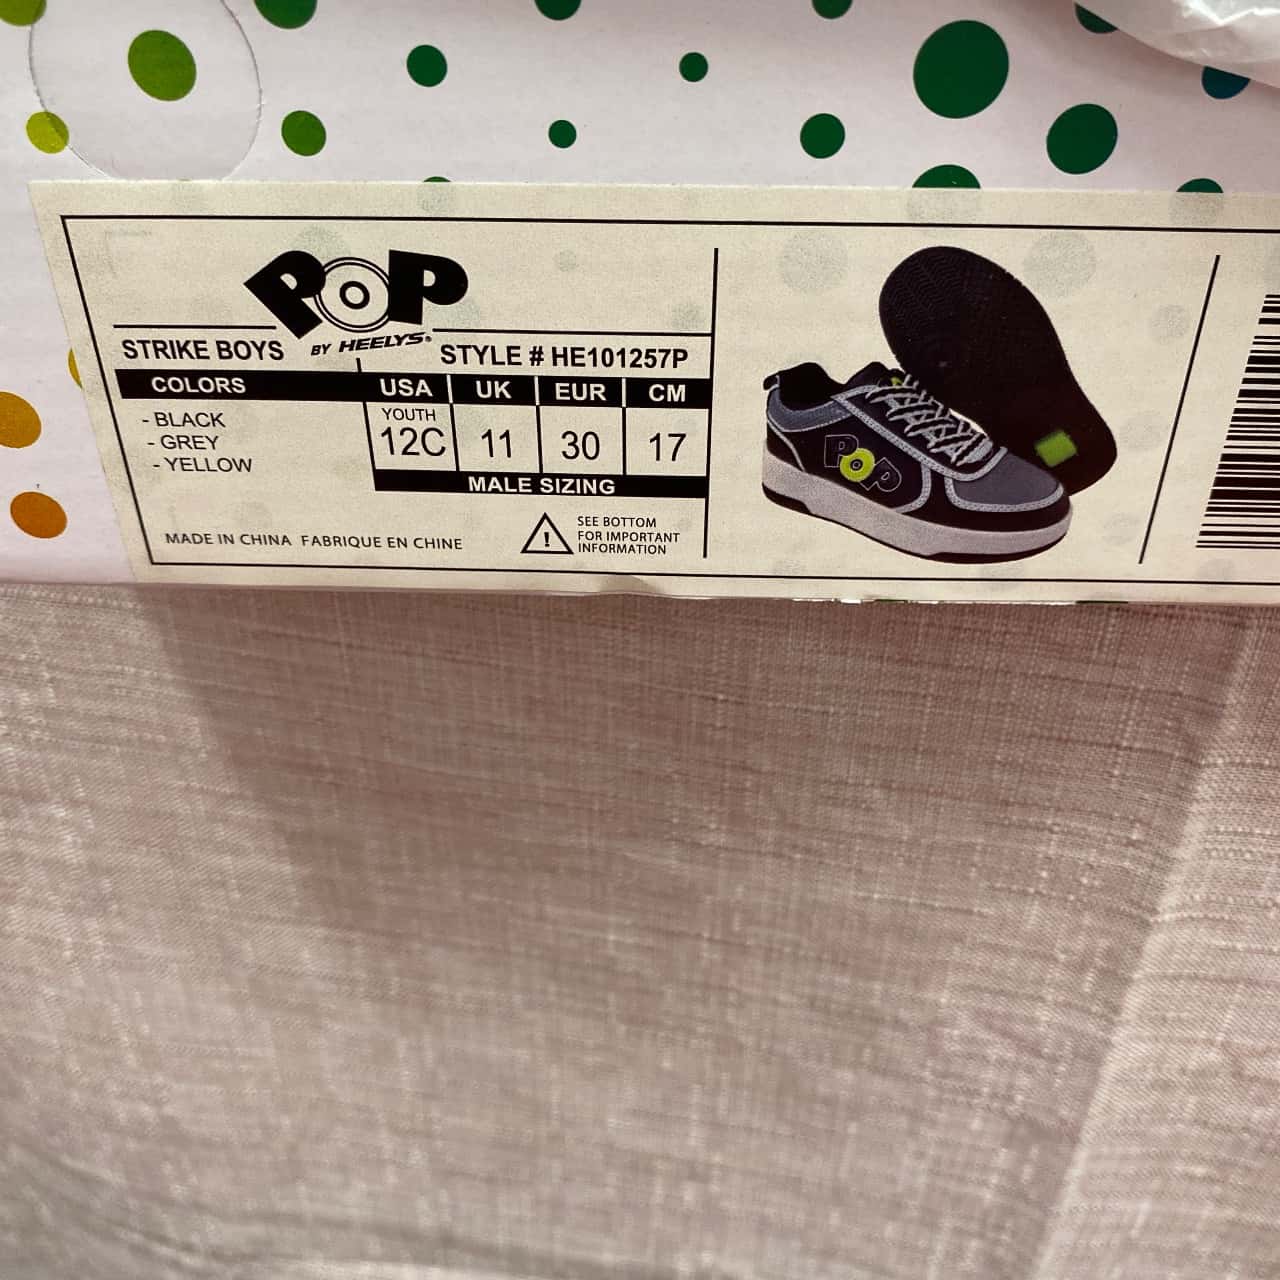 POP
BY HEELYS®
STRIKE BOYS
STYLE # HE101257P
COLORS USA UK EUR CM
- BLACK
- GREY
- YELLOW
YOUTH
12C 11 30 17
MALE SIZING
MADE IN CHINA FABRIQUE EN CHINE
! SEE BOTTOM
FOR IMPORTANT
INFORMATION
POP